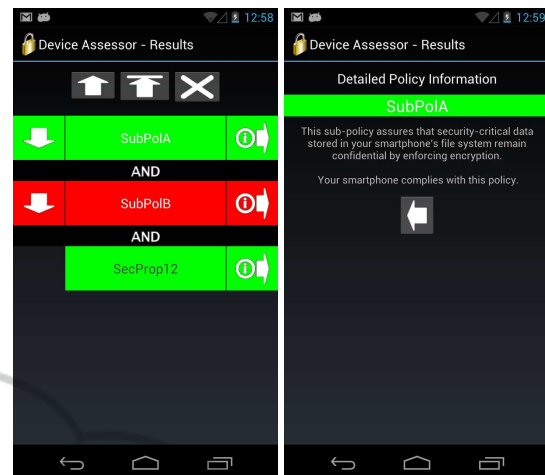 12:58
Device Assessor - Results
SubPolA
AND
SubPolB
AND
SecProp12
12:59
Device Assessor - Results
Detailed Policy Information
SubPolA
This sub-policy assures that security-critical data
stored in your smartphone's file system remain
confidential by enforcing encryption.
Your smartphone complies with this policy.